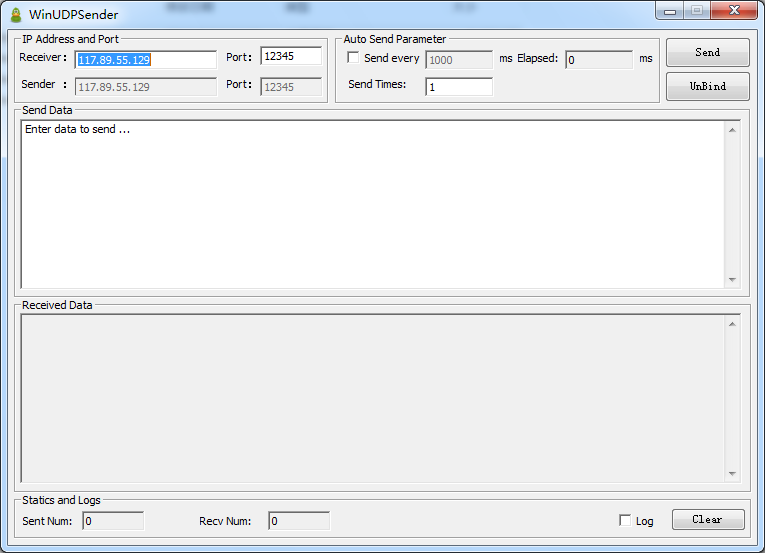 WinUDPSender
IP Address and Port
Receiver: 117.89.55.129 Port: 12345
Sender : 117.89.55.129 Port: 12345
Auto Send Parameter
Send every 1000 ms Elapsed: 0 ms
Send Times: 1
Send
UnBind
Send Data
Enter data to send ...
Received Data
Statics and Logs
Sent Num: 0 Recv Num: 0 Log Clear